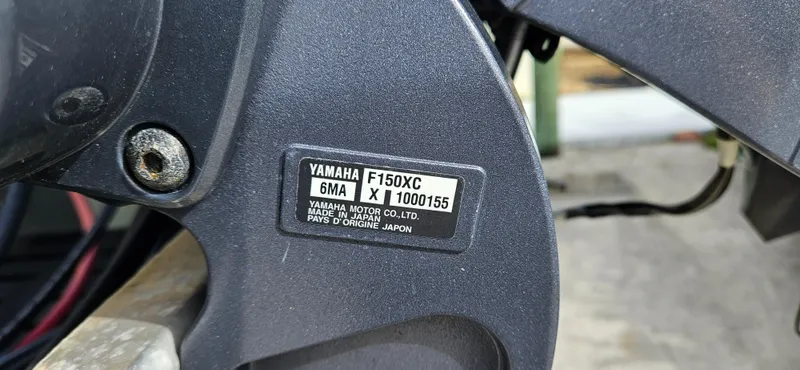 YAMAHA F150XC
6MA X 1000155
YAMAHA MOTOR CO.,LTD.
MADE IN JAPAN
PAYS D'ORIGINE JAPON